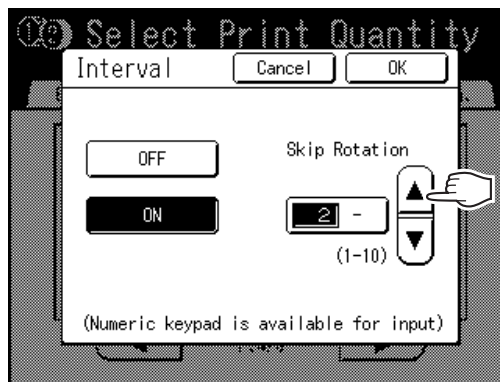 Select Print Quantity
Interval
Cancel
OK
OFF
Skip Rotation
ON
2 -
(1-10)
(Numeric keypad is available for input)